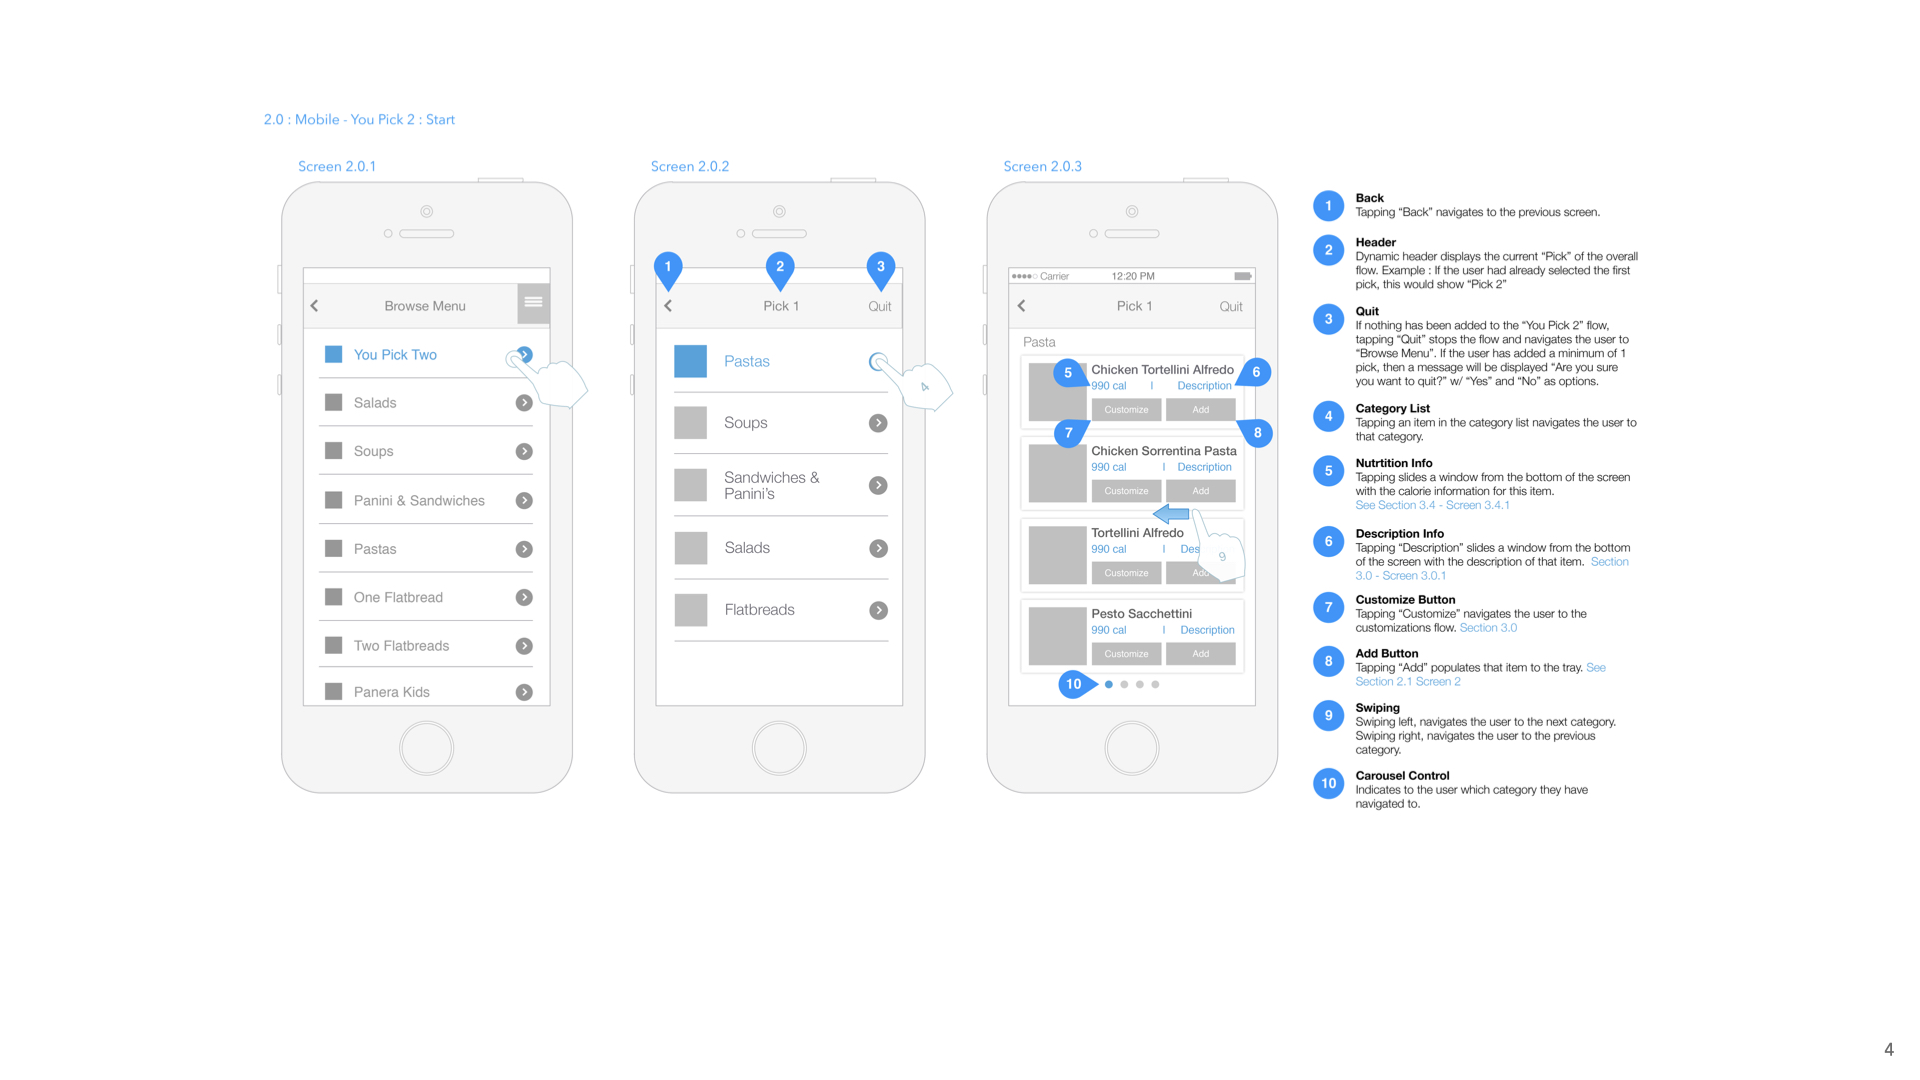 2.0 : Mobile - You Pick 2 : Start
Screen 2.0.1
Browse Menu
You Pick Two
Salads
Soups
Panini & Sandwiches
Pastas
One Flatbread
Two Flatbreads
Panera Kids
Screen 2.0.2
1
2
3
Pick 1
Quit
Pastas
4
Soups
Sandwiches &
Panini’s
Salads
Flatbreads
Screen 2.0.3
Carrier
12:20 PM
Pick 1
Quit
Pasta
5
Chicken Tortellini Alfredo
6
990 cal | Description
Customize
Add
7
8
Chicken Sorrentina Pasta
990 cal | Description
Customize
Add
Tortellini Alfredo
990 cal | Des
9
Customize
Add
Pesto Sacchettini
990 cal | Description
Customize
Add
10
1
Back
Tapping “Back” navigates to the previous screen.
2
Header
Dynamic header displays the current “Pick” of the overall
flow. Example : If the user had already selected the first
pick, this would show “Pick 2”
3
Quit
If nothing has been added to the “You Pick 2” flow,
tapping “Quit” stops the flow and navigates the user to
“Browse Menu”. If the user has added a minimum of 1
pick, then a message will be displayed “Are you sure
you want to quit?” w/ “Yes” and “No” as options.
4
Category List
Tapping an item in the category list navigates the user to
that category.
5
Nutrtition Info
Tapping slides a window from the bottom of the screen
with the calorie information for this item.
See Section 3.4 - Screen 3.4.1
6
Description Info
Tapping “Description” slides a window from the bottom
of the screen with the description of that item. Section
3.0 - Screen 3.0.1
7
Customize Button
Tapping “Customize” navigates the user to the
customizations flow. Section 3.0
8
Add Button
Tapping “Add” populates that item to the tray. See
Section 2.1 Screen 2
9
Swiping
Swiping left, navigates the user to the next category.
Swiping right, navigates the user to the previous
category.
10
Carousel Control
Indicates to the user which category they have
navigated to.
4